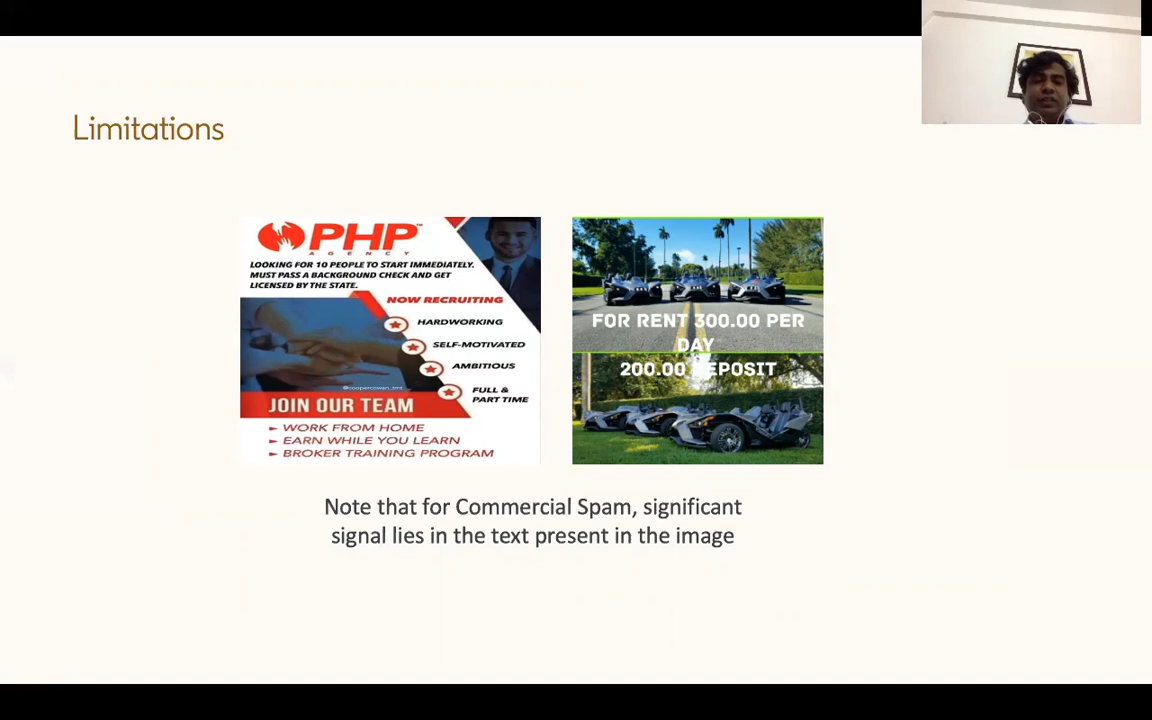 Limitations
PHP™
AGENCY
LOOKING FOR 10 PEOPLE TO START IMMEDIATELY.
MUST PASS A BACKGROUND CHECK AND GET
LICENSED BY THE STATE.
NOW RECRUITING
HARDWORKING
SELF-MOTIVATED
AMBITIOUS
FULL &
PART TIME
JOIN OUR TEAM
► WORK FROM HOME
► EARN WHILE YOU LEARN
► BROKER TRAINING PROGRAM
FOR RENT 300.00 PER
DAY
200.00 DEPOSIT
Note that for Commercial Spam, significant
signal lies in the text present in the image